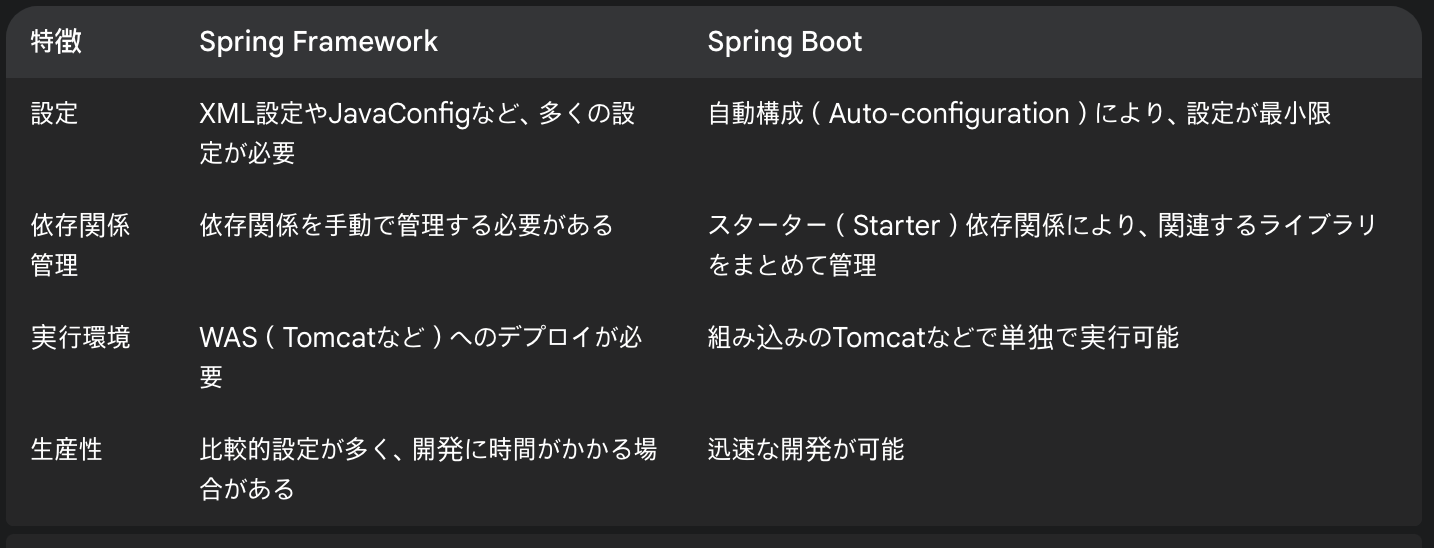 特徴 Spring Framework Spring Boot
設定 XML設定やJavaConfigなど、多くの設 自動構成（Auto-configuration）により、設定が最小限
定が必要
依存関係 依存関係を手動で管理する必要がある スターター（Starter）依存関係により、関連するライブラリ
管理 をまとめて管理
実行環境 WAS（Tomcatなど）へのデプロイが必 組み込みのTomcatなどで単独で実行可能
要
生産性 比較的設定が多く、開発に時間がかかる場 迅速な開発が可能
合がある